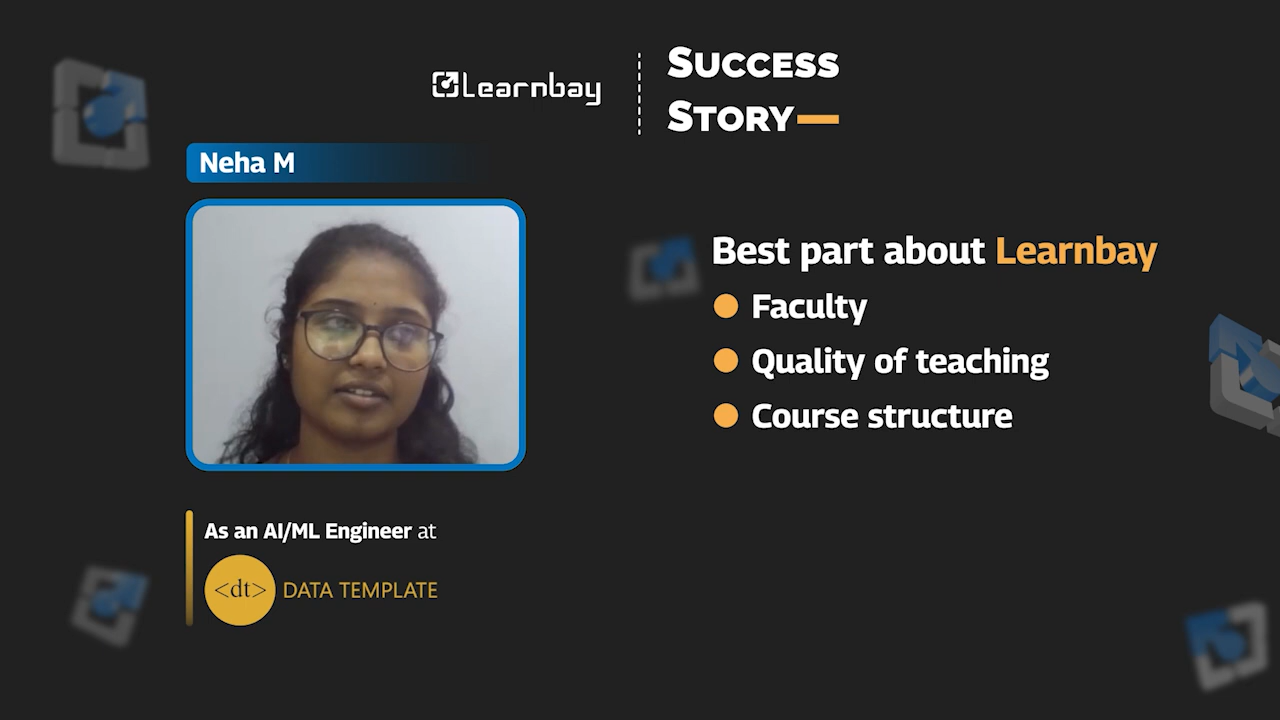 Learnbay
SUCCESS
STORY
Neha M
Best part about Learnbay
Faculty
Quality of teaching
Course structure
As an AI/ML Engineer at
<dt> DATA TEMPLATE